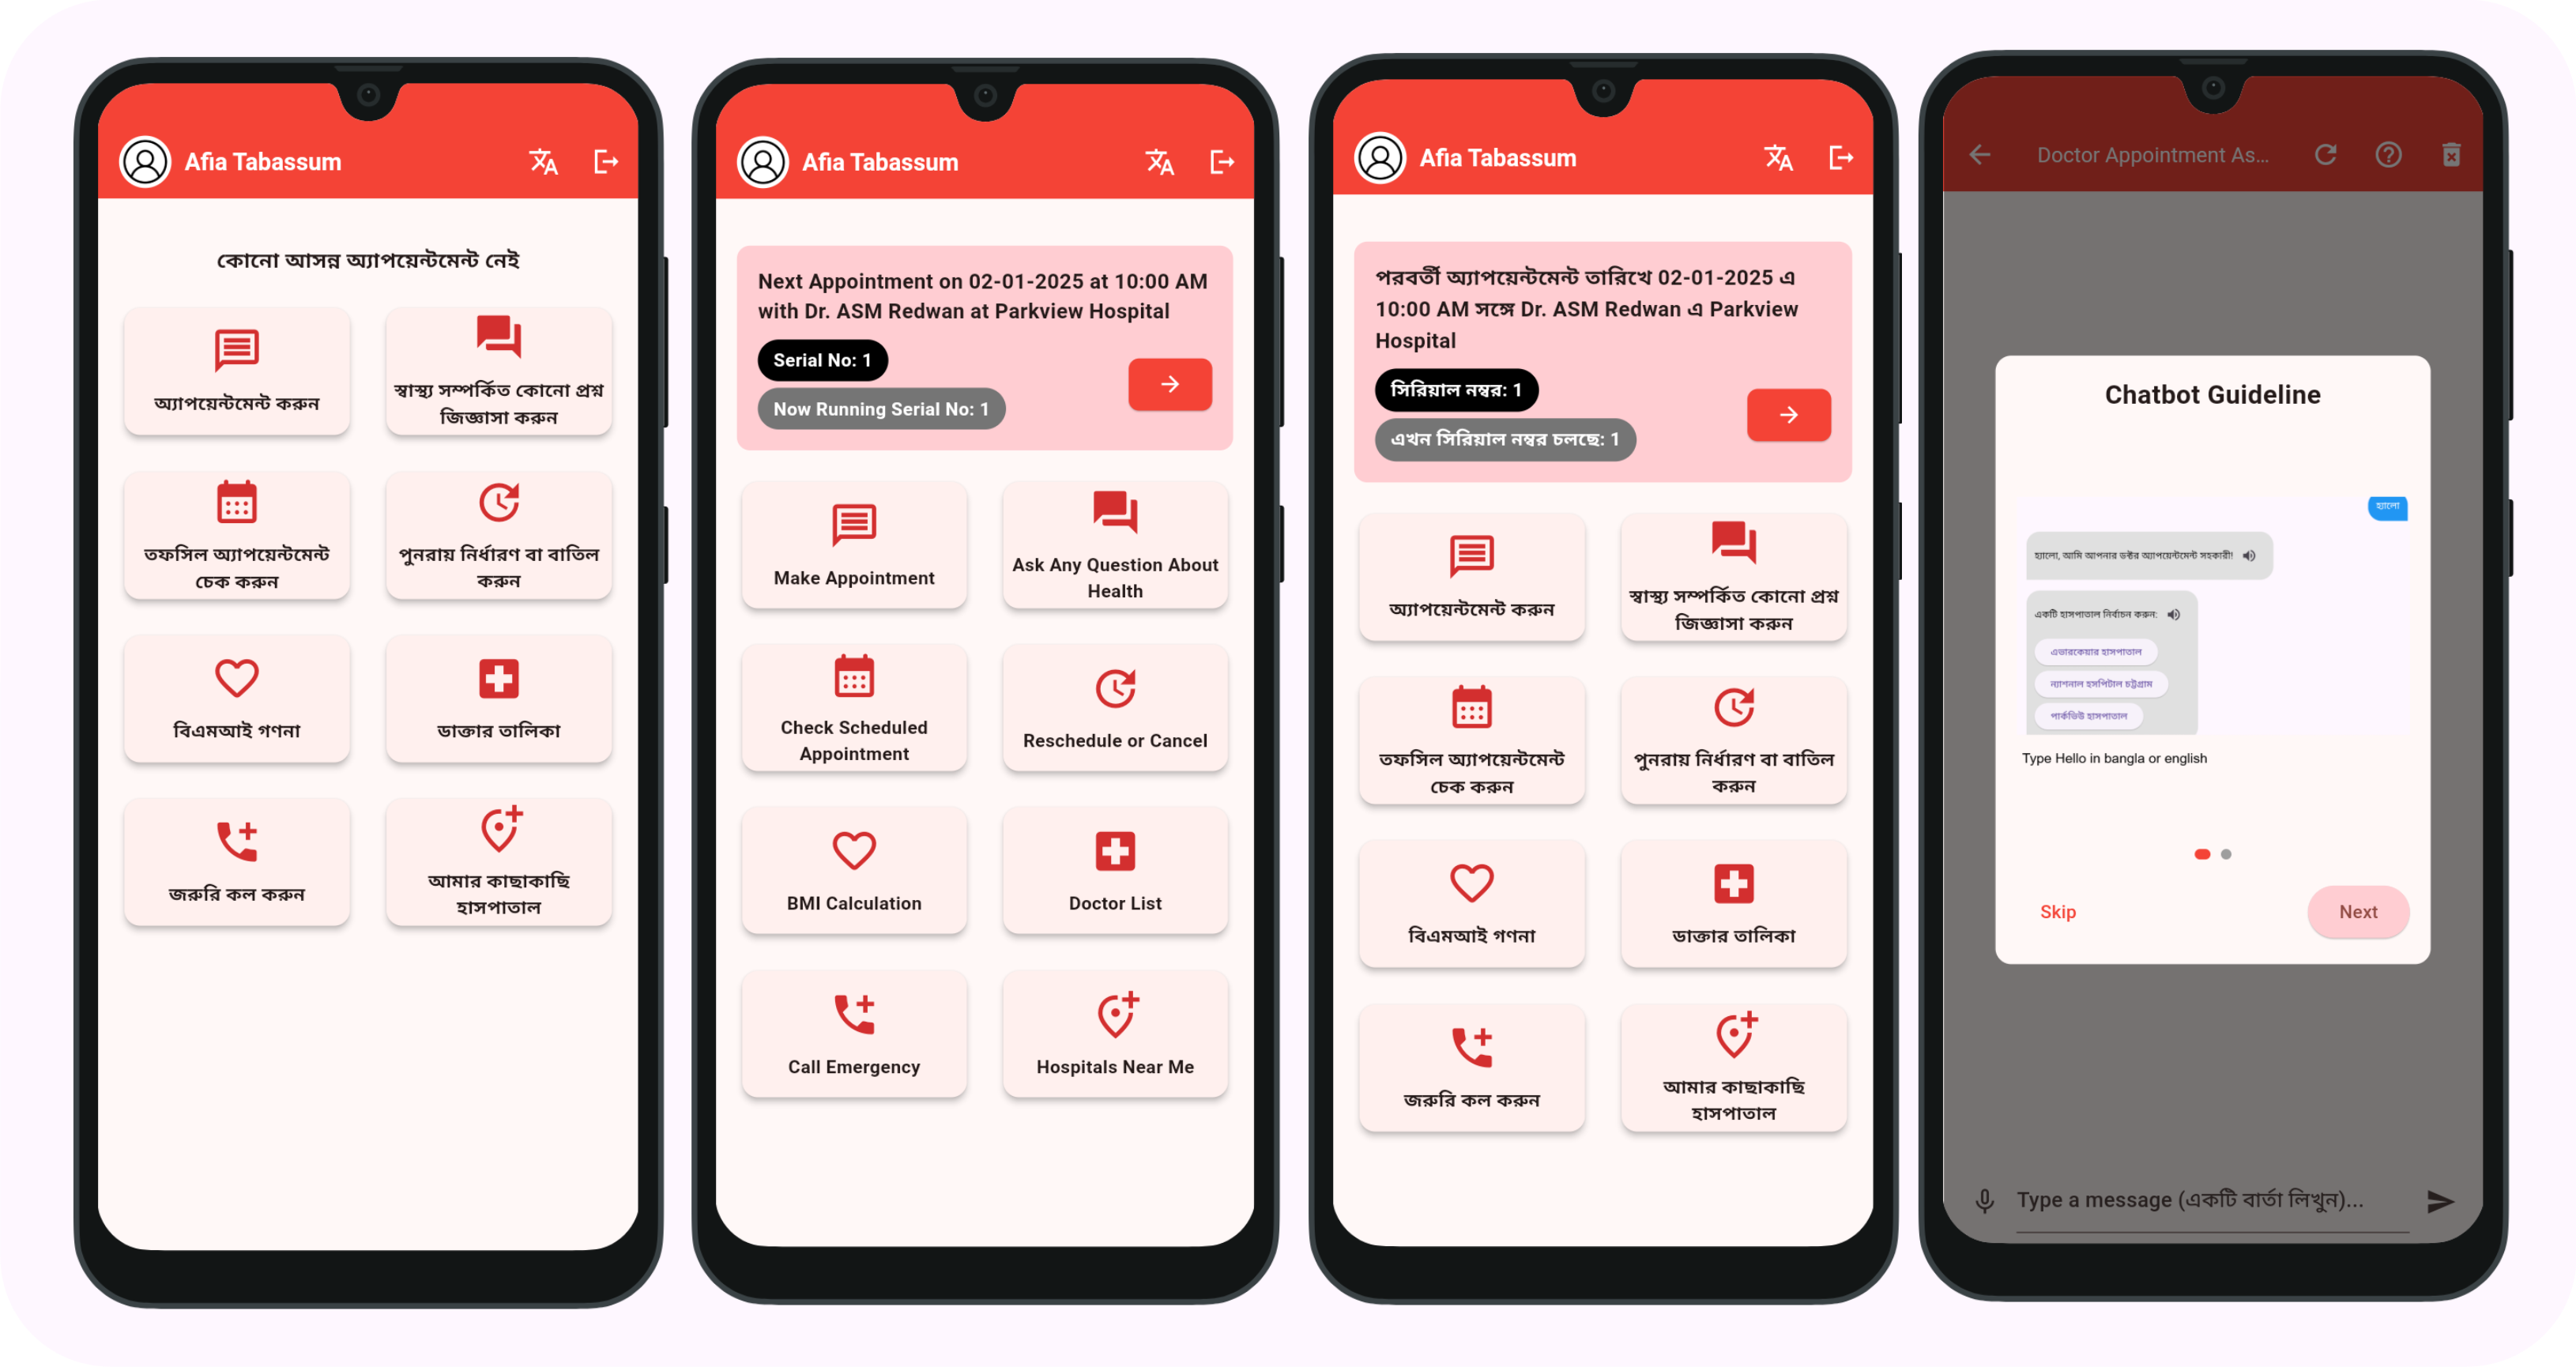 Afia Tabassum
কোনো আসন্ন অ্যাপয়েন্টমেন্ট নেই
অ্যাপয়েন্টমেন্ট করুন
স্বাস্থ্য সম্পর্কিত কোনো প্রশ্ন
জিজ্ঞাসা করুন
তফসিল অ্যাপয়েন্টমেন্ট
চেক করুন
পুনরায় নির্ধারণ বা বাতিল
করুন
বিএমআই গণনা
ডাক্তার তালিকা
জরুরি কল করুন
আমার কাছাকাছি
হাসপাতাল
Afia Tabassum
Next Appointment on 02-01-2025 at 10:00 AM
with Dr. ASM Redwan at Parkview Hospital
Serial No: 1
Now Running Serial No: 1
Make Appointment
Ask Any Question About
Health
Check Scheduled
Appointment
Reschedule or Cancel
BMI Calculation
Doctor List
Call Emergency
Hospitals Near Me
Afia Tabassum
পরবর্তী অ্যাপয়েন্টমেন্ট তারিখে 02-01-2025 এ
10:00 AM সঙ্গে Dr. ASM Redwan এ Parkview
Hospital
সিরিয়াল নম্বর: 1
এখন সিরিয়াল নম্বর চলছে: 1
অ্যাপয়েন্টমেন্ট করুন
স্বাস্থ্য সম্পর্কিত কোনো প্রশ্ন
জিজ্ঞাসা করুন
তফসিল অ্যাপয়েন্টমেন্ট
চেক করুন
পুনরায় নির্ধারণ বা বাতিল
করুন
বিএমআই গণনা
ডাক্তার তালিকা
জরুরি কল করুন
আমার কাছাকাছি
হাসপাতাল
Doctor Appointment As...
Chatbot Guideline
হ্যালো
হ্যালো, আমি আপনার ডক্টর অ্যাপয়েন্টমেন্ট সহকারী!
একটি হাসপাতাল নির্বাচন করুন:
এভারকেয়ার হাসপাতাল
ন্যাশনাল হসপিটাল চট্টগ্রাম
পার্কভিউ হাসপাতাল
Type Hello in bangla or english
Skip
Next
Type a message (একটি বার্তা লিখুন)...